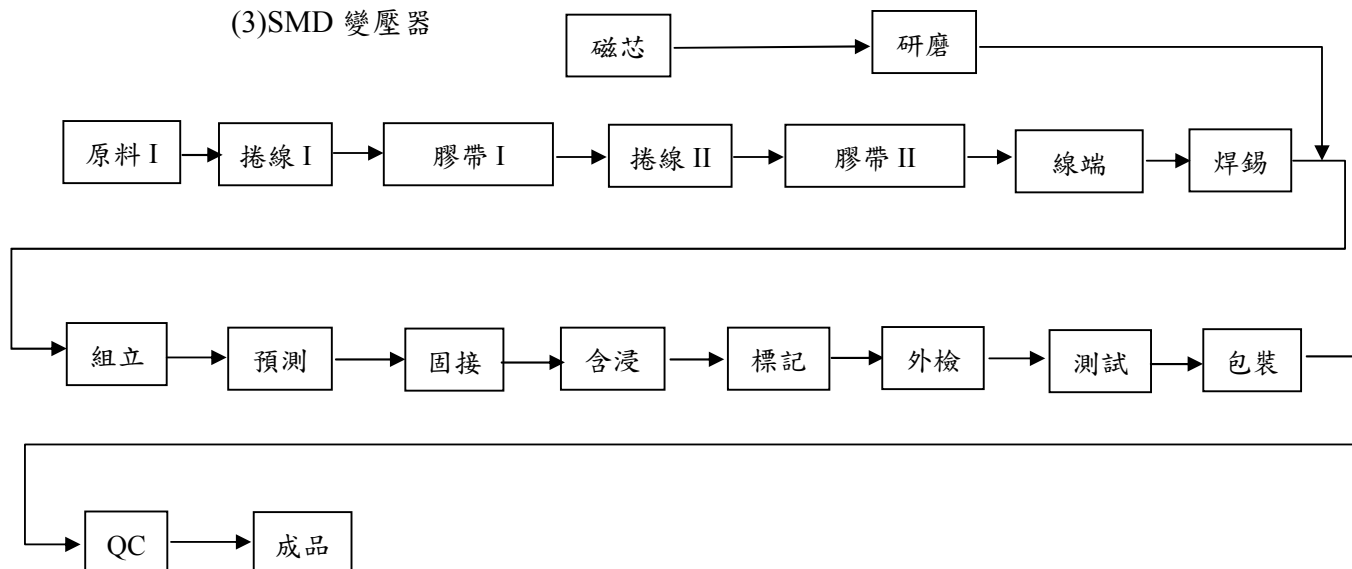 (3)SMD 變壓器
磁芯 研磨
原料 I 捲線 I 膠帶 I 捲線 II 膠帶 II 線端 焊錫
組立 預測 固接 含浸 標記 外檢 測試 包裝
QC 成品